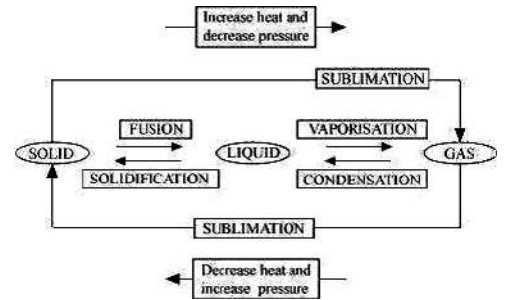 Increase heat and
decrease pressure
SUBLIMATION
FUSION
VAPORISATION
SOLID
LIQUID
GAS
SOLIDIFICATION
CONDENSATION
SUBLIMATION
Decrease heat and
increase pressure